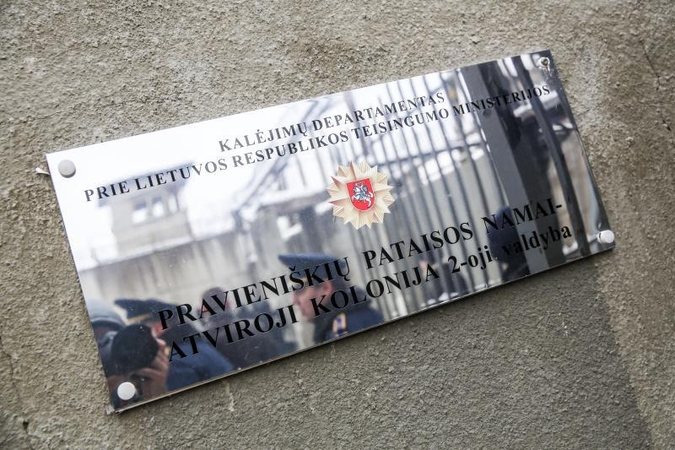 KALĖJIMŲ DEPARTAMENTAS
PRIE LIETUVOS RESPUBLIKOS TEISINGUMO MINISTERIJOS
PRAVIENIŠKIŲ PATAISOS NAMAI-
ATVIROJI KOLONIJA 2-oji valdyba